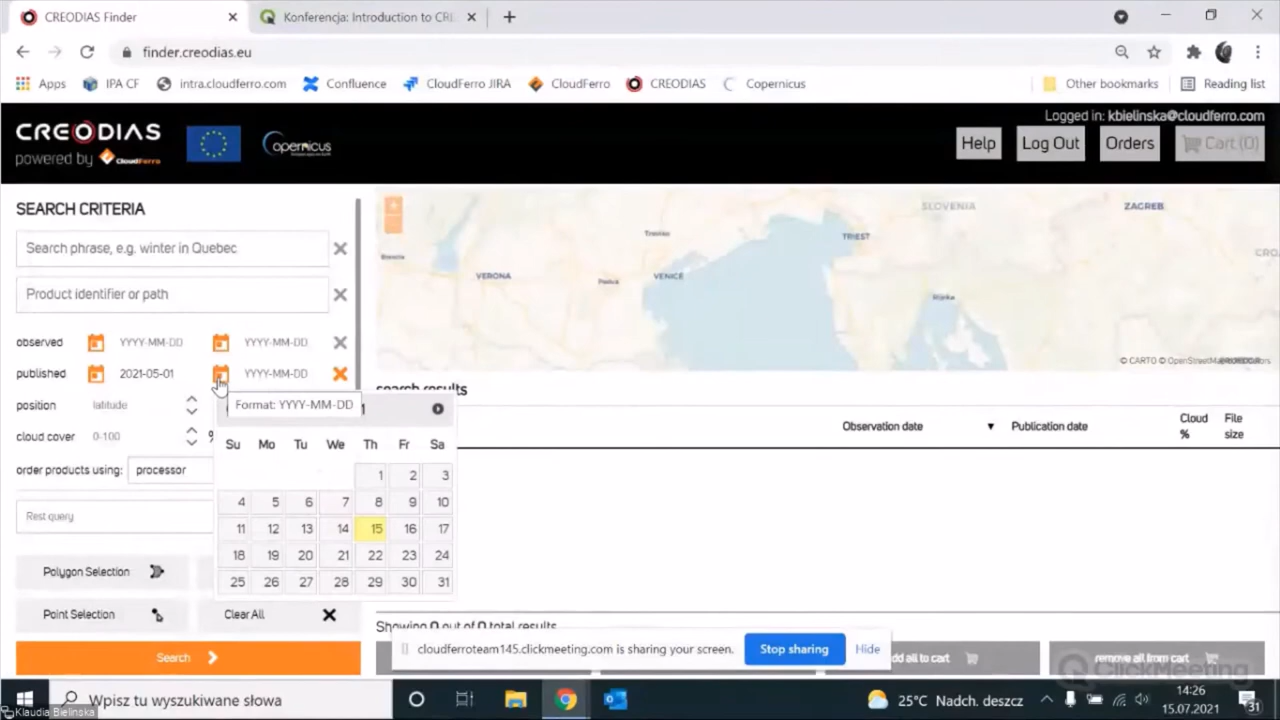 CREODIAS Finder
Konferencja: Introduction to CRE
finder.creodias.eu
Apps IPA CF intra.cloudferro.com Confluence CloudFerro JIRA CloudFerro CREODIAS Copernicus Other bookmarks Reading list
Logged in: kbielinska@cloudferro.com
CREODIAS
powered by CloudFerro
opernicus
Help Log Out Orders Cart (0)
SEARCH CRITERIA
Search phrase, e.g. winter in Quebec
Product identifier or path
observed YYYY-MM-DD YYYY-MM-DD
published 2021-05-01 YYYY-MM-DD
position latitude
cloud cover 0-100 %
order products using: processor
Rest query
Polygon Selection
Point Selection Clear All
Search
Format: YYYY-MM-DD
Su Mo Tu We Th Fr Sa
1 2 3
4 5 6 7 8 9 10
11 12 13 14 15 16 17
18 19 20 21 22 23 24
25 26 27 28 29 30 31
SLOVENIA ZAGREB
TRIEST
VERONA VENICE
Rijeka
© CARTO © OpenStreetMap
search results
Observation date Publication date Cloud % File size
Showing 0 out of 0 total results
add all to cart remove all from cart
cloudferroteam145.clickmeeting.com is sharing your screen. Stop sharing Hide
ClickMeeting
Wpisz tu wyszukiwane słowa
25°C Nadch. deszcz
14:26
15.07.2021
31
Klaudia Bielinska